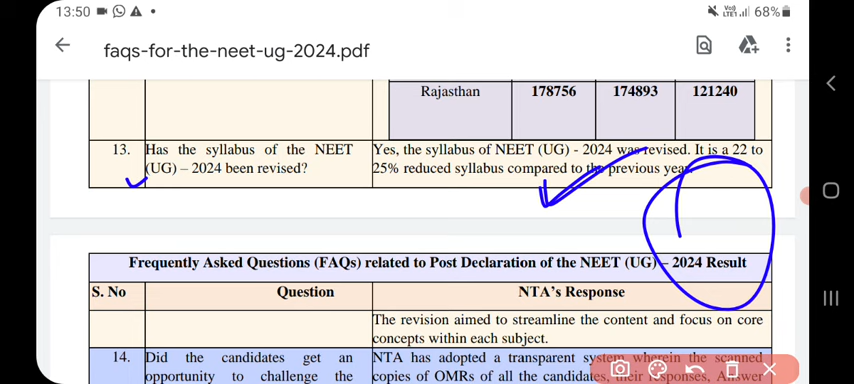 13:50
Vo)) LTE1 68%
faqs-for-the-neet-ug-2024.pdf
Rajasthan 178756 174893 121240
13. Has the syllabus of the NEET (UG) – 2024 been revised?
Yes, the syllabus of NEET (UG) - 2024 was revised. It is a 22 to 25% reduced syllabus compared to the previous year.
Frequently Asked Questions (FAQs) related to Post Declaration of the NEET (UG) – 2024 Result
S. No Question NTA's Response
The revision aimed to streamline the content and focus on core concepts within each subject.
14. Did the candidates get an opportunity to challenge the
NTA has adopted a transparent system wherein the scanned copies of OMRs of all the candidates, their responses, Answer